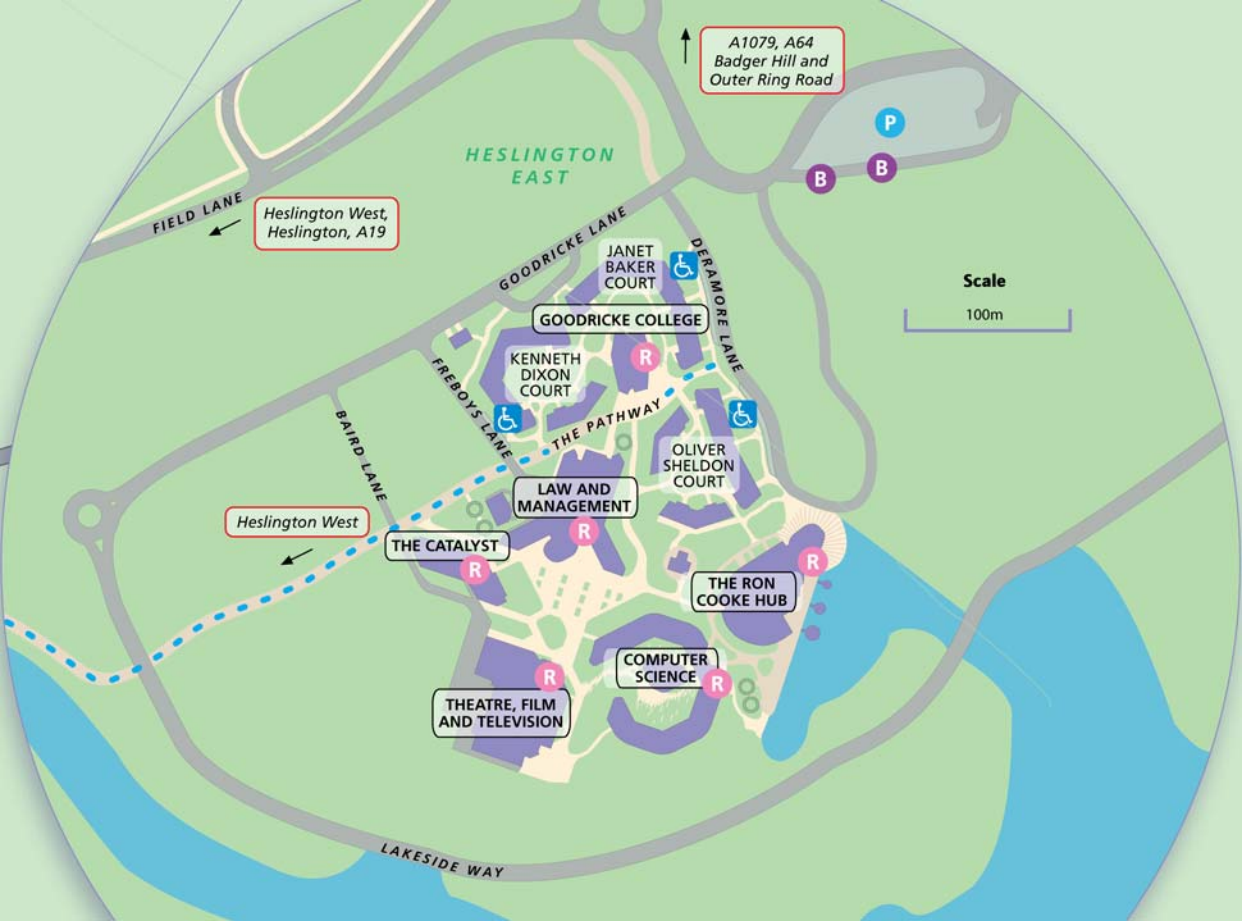 A1079, A64
Badger Hill and
Outer Ring Road
P
B
B
HESLINGTON
EAST
FIELD LANE
Heslington West,
Heslington, A19
GOODRICKE LANE
JANET
BAKER
COURT
DERAMORE LANE
Scale
100m
GOODRICKE COLLEGE
R
KENNETH
DIXON
COURT
FREBOYS LANE
THE PATHWAY
BAIRD LANE
OLIVER
SHELDON
COURT
LAW AND
MANAGEMENT
R
Heslington West
THE CATALYST
R
THE RON
COOKE HUB
R
COMPUTER
SCIENCE
R
THEATRE, FILM
AND TELEVISION
R
LAKESIDE WAY